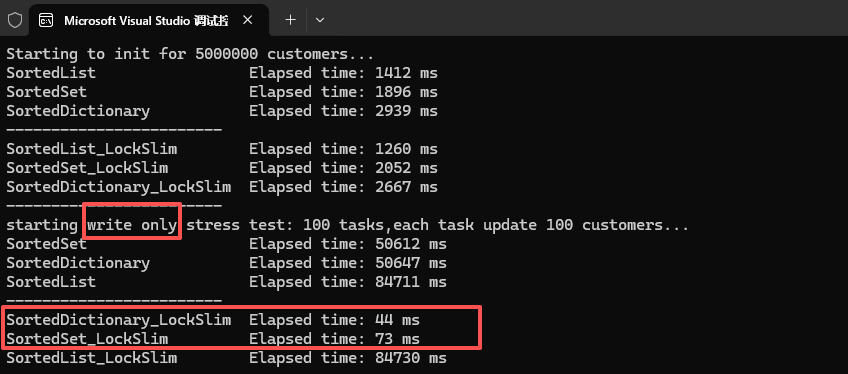 Microsoft Visual Studio 调试控
Starting to init for 5000000 customers...
SortedList Elapsed time: 1412 ms
SortedSet Elapsed time: 1896 ms
SortedDictionary Elapsed time: 2939 ms
------------------------
SortedList_LockSlim Elapsed time: 1260 ms
SortedSet_LockSlim Elapsed time: 2052 ms
SortedDictionary_LockSlim Elapsed time: 2667 ms
------------------------
starting write only stress test: 100 tasks,each task update 100 customers...
SortedSet Elapsed time: 50612 ms
SortedDictionary Elapsed time: 50647 ms
SortedList Elapsed time: 84711 ms
------------------------
SortedDictionary_LockSlim Elapsed time: 44 ms
SortedSet_LockSlim Elapsed time: 73 ms
SortedList_LockSlim Elapsed time: 84730 ms